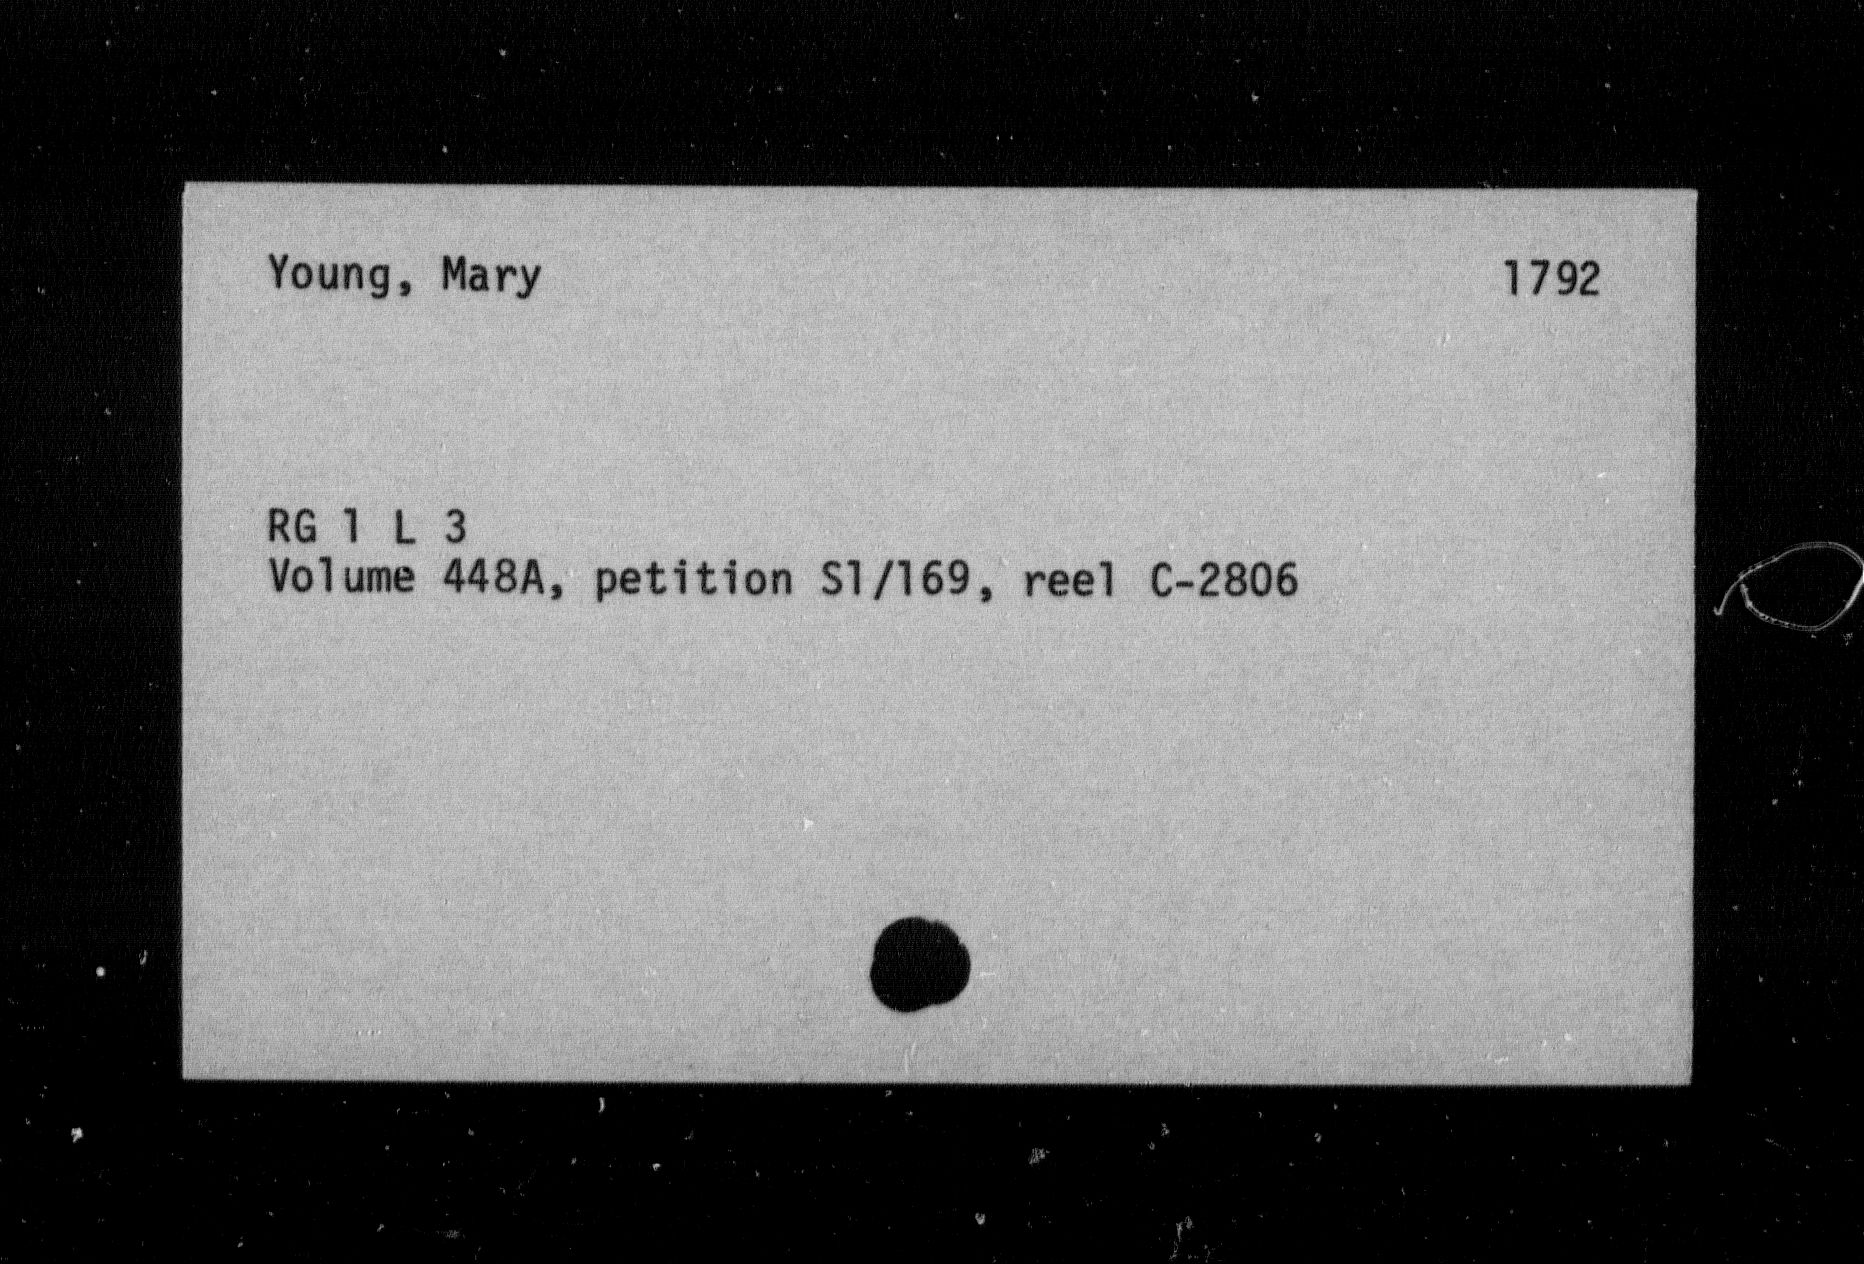 Young, Mary 1792
RG 1 L 3
Volume 448A, petition S1/169, reel C-2806